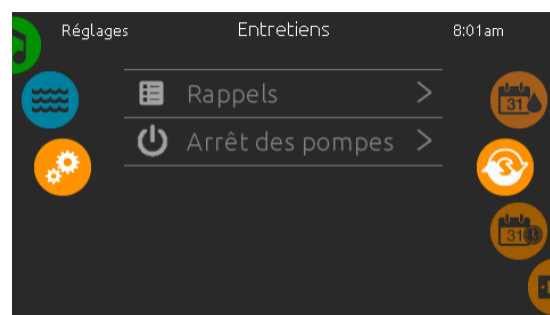 Réglages
Entretiens
8:01am
Rappels
Arrêt des pompes
31
31